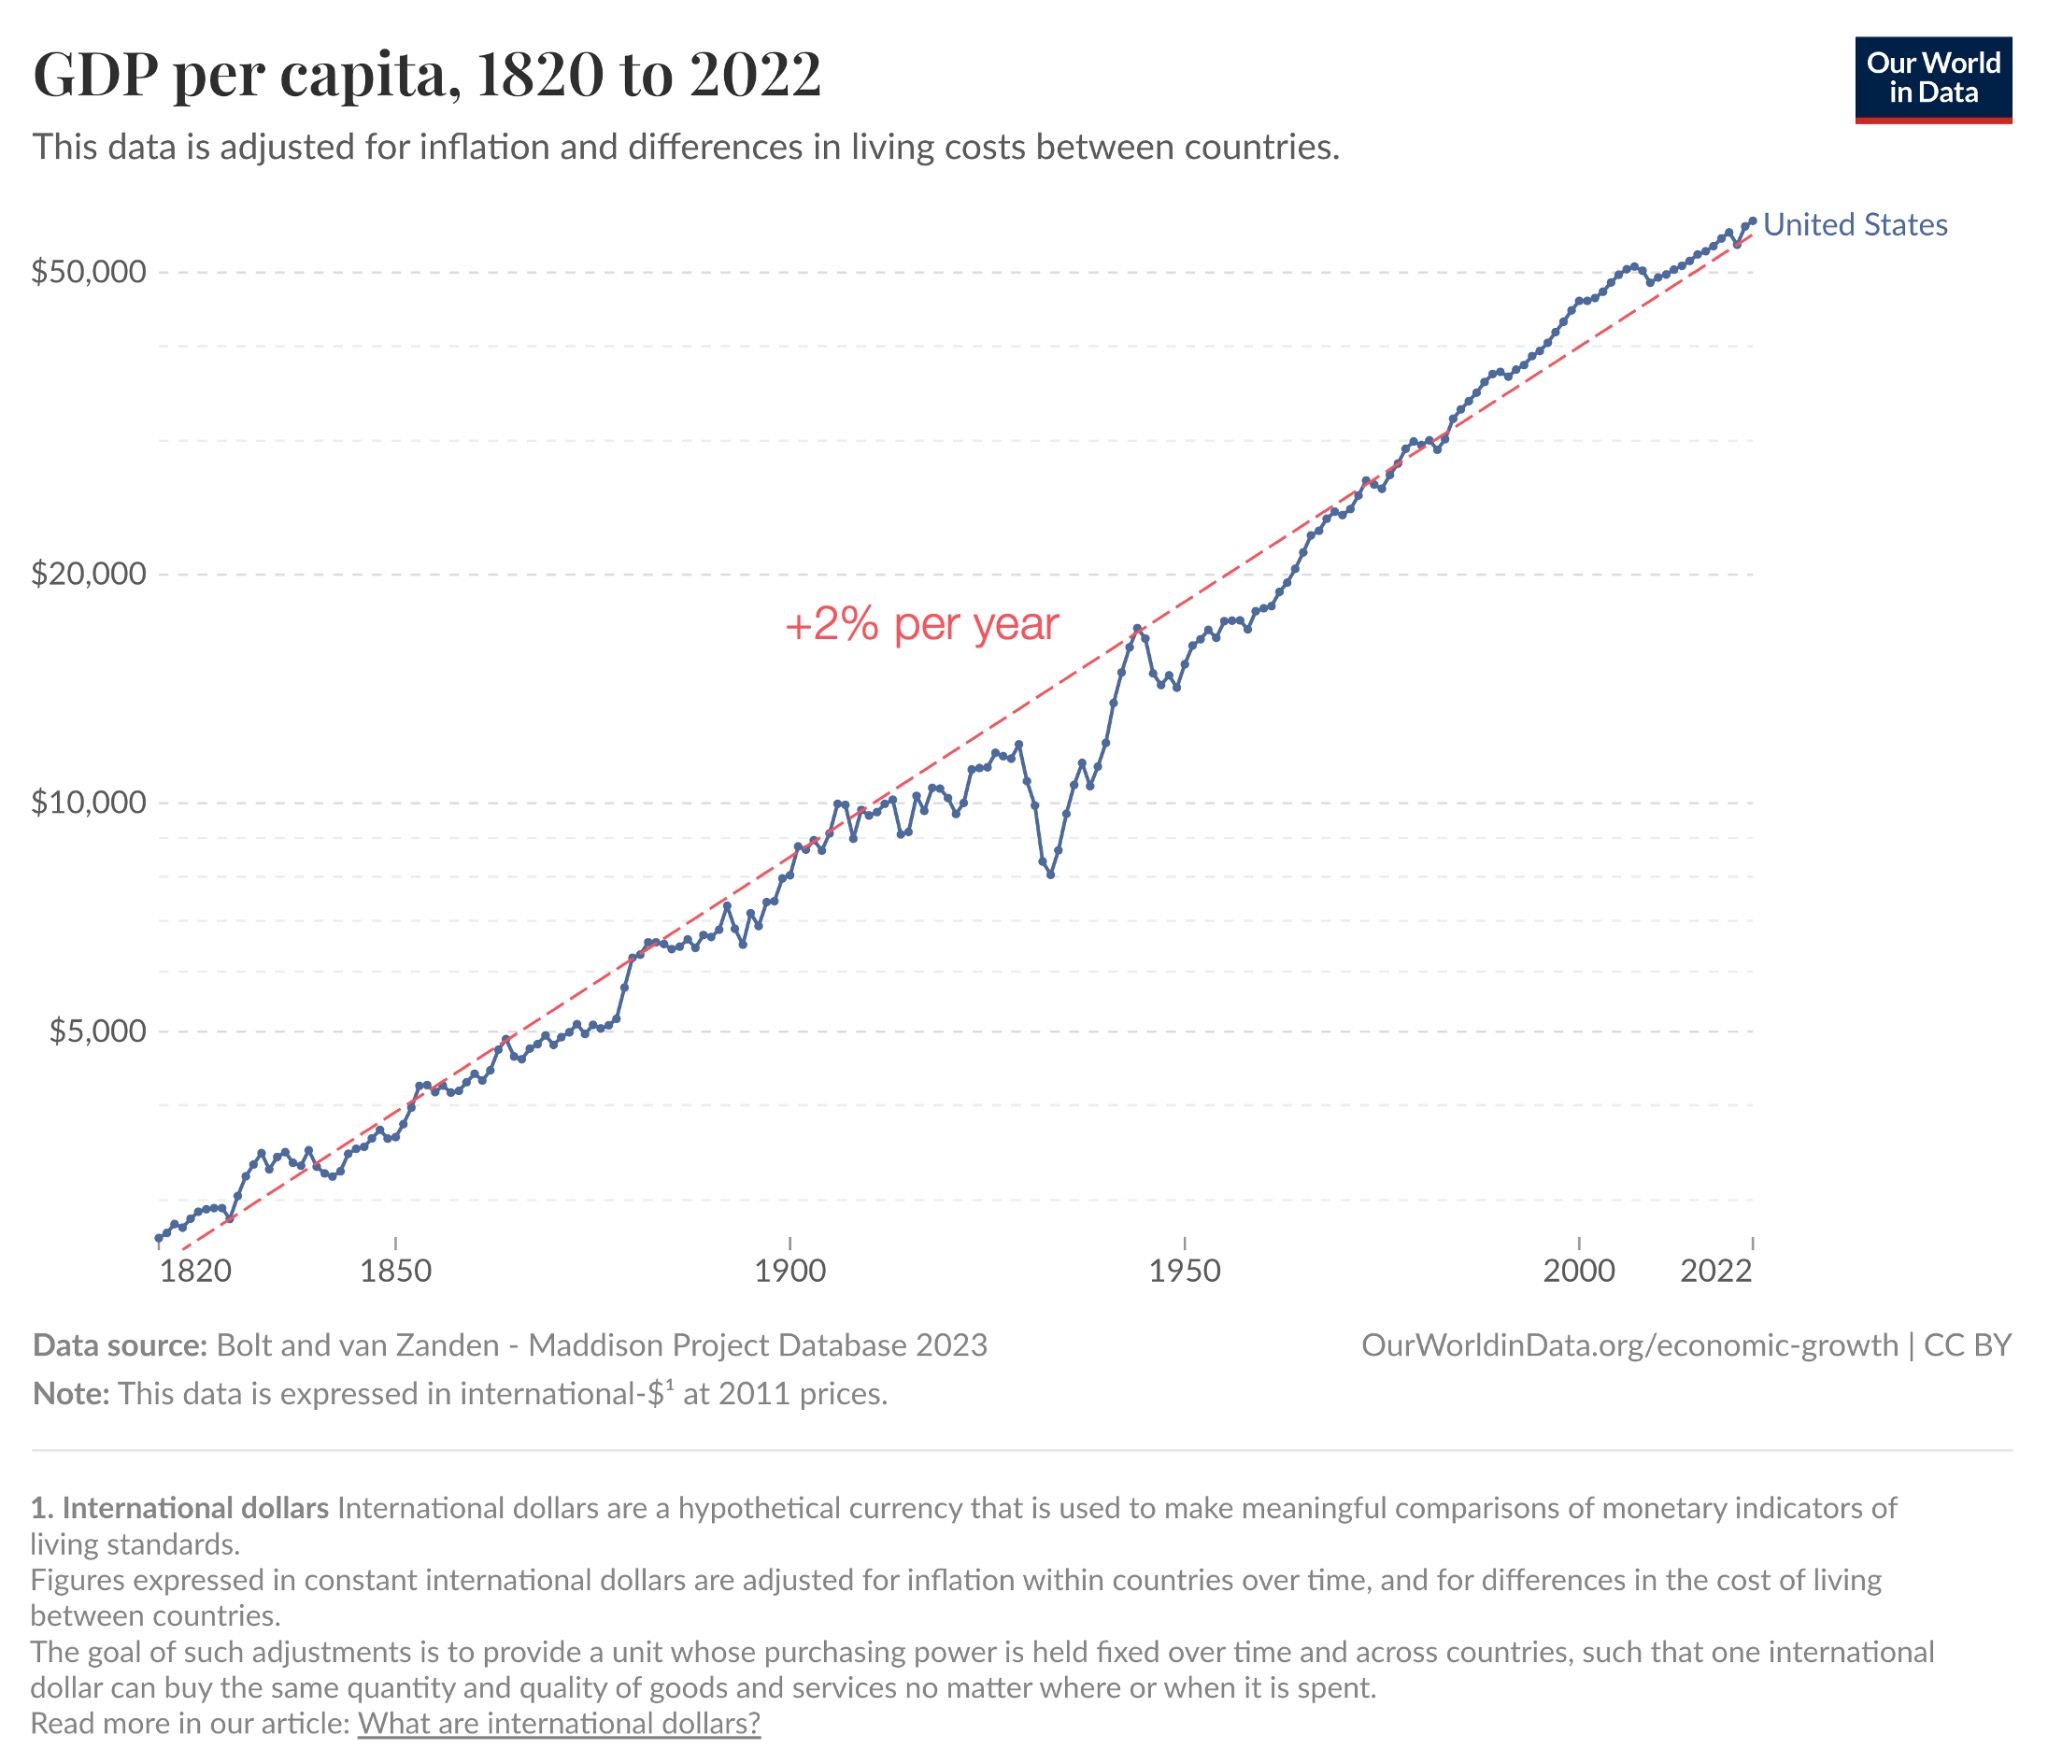 GDP per capita, 1820 to 2022
Our World
in Data
This data is adjusted for inflation and differences in living costs between countries.
United States
$50,000
$20,000
+2% per year
$10,000
$5,000
1820
1850
1900
1950
2000
2022
Data source: Bolt and van Zanden - Maddison Project Database 2023
OurWorldinData.org/economic-growth | CC BY
Note: This data is expressed in international-$¹ at 2011 prices.
1. International dollars International dollars are a hypothetical currency that is used to make meaningful comparisons of monetary indicators of
living standards.
Figures expressed in constant international dollars are adjusted for inflation within countries over time, and for differences in the cost of living
between countries.
The goal of such adjustments is to provide a unit whose purchasing power is held fixed over time and across countries, such that one international
dollar can buy the same quantity and quality of goods and services no matter where or when it is spent.
Read more in our article: What are international dollars?